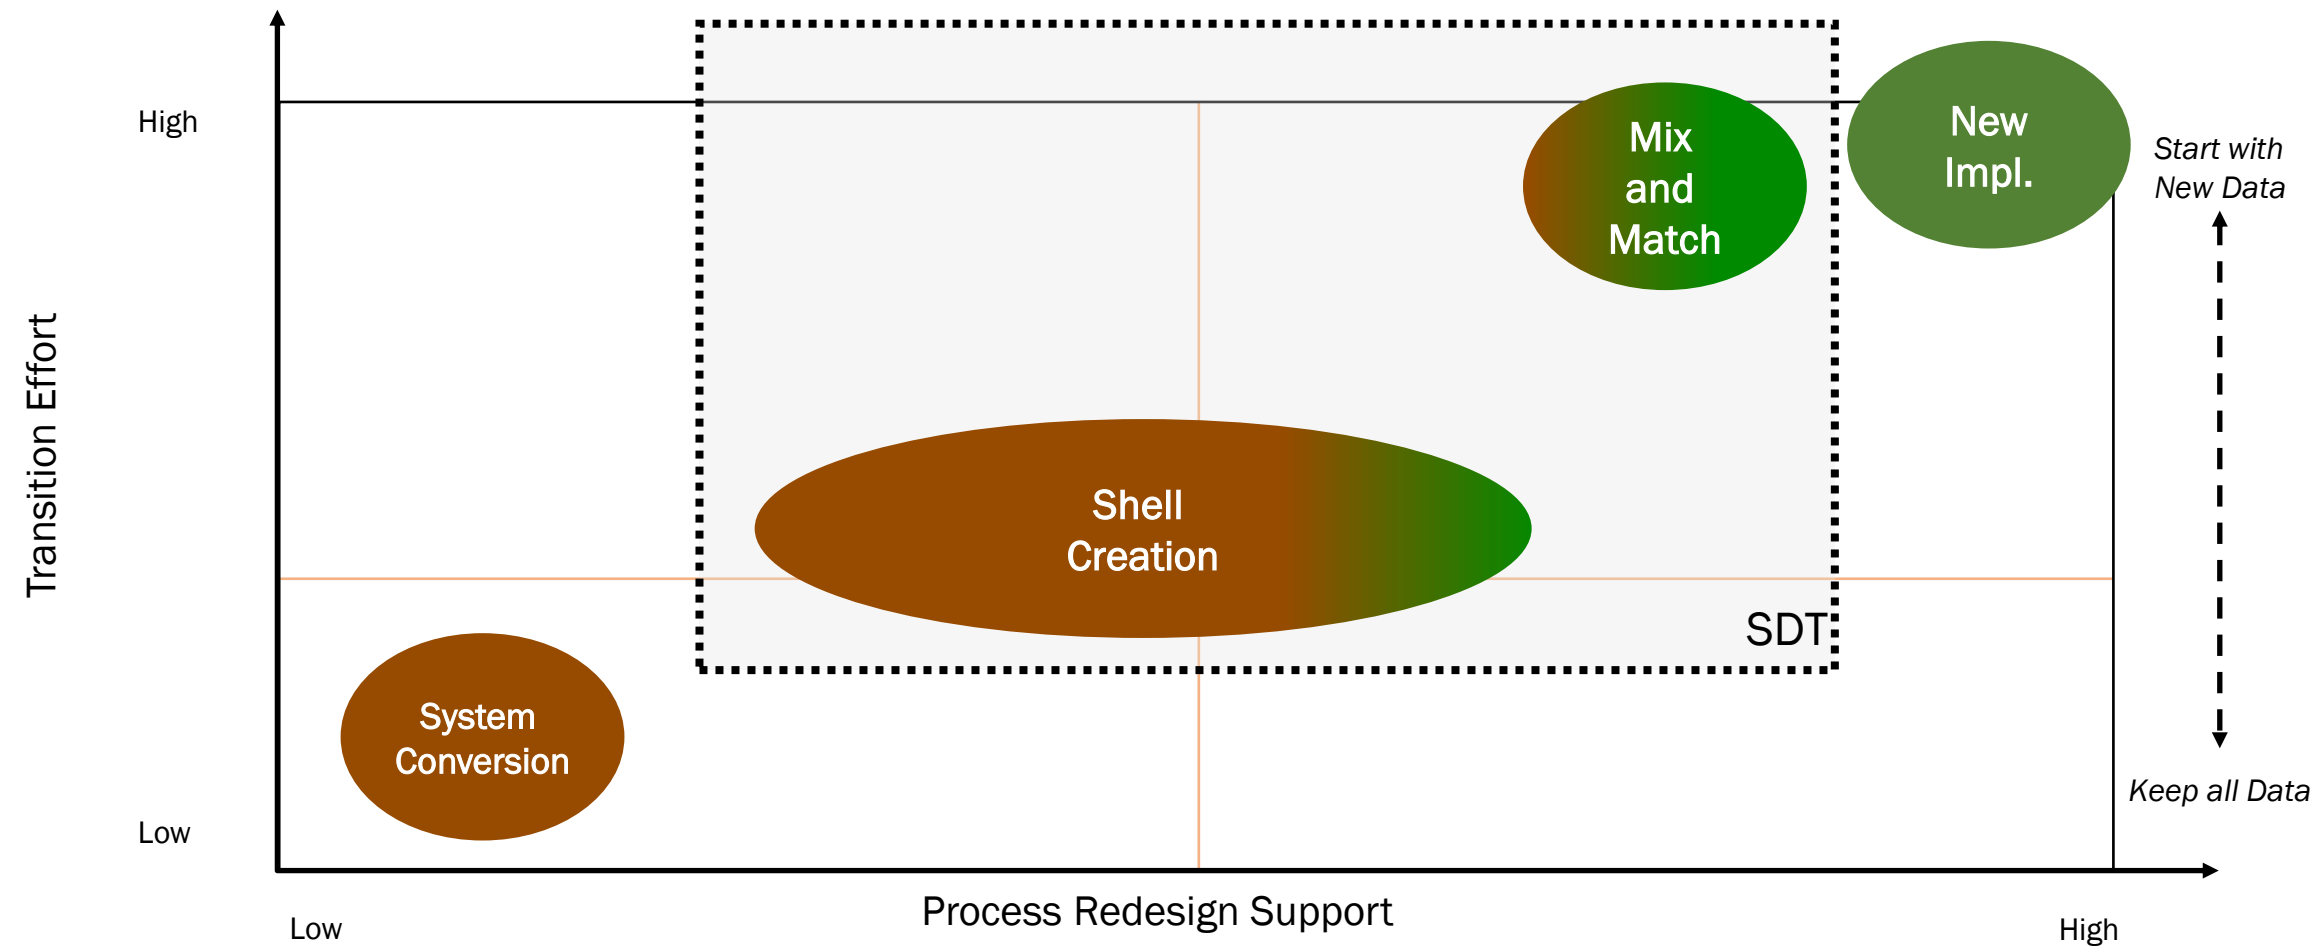 High
Mix
and
Match
New
Impl.
Start with
New Data
Transition Effort
Shell
Creation
SDT
System
Conversion
Keep all Data
Low
Process Redesign Support
Low
High